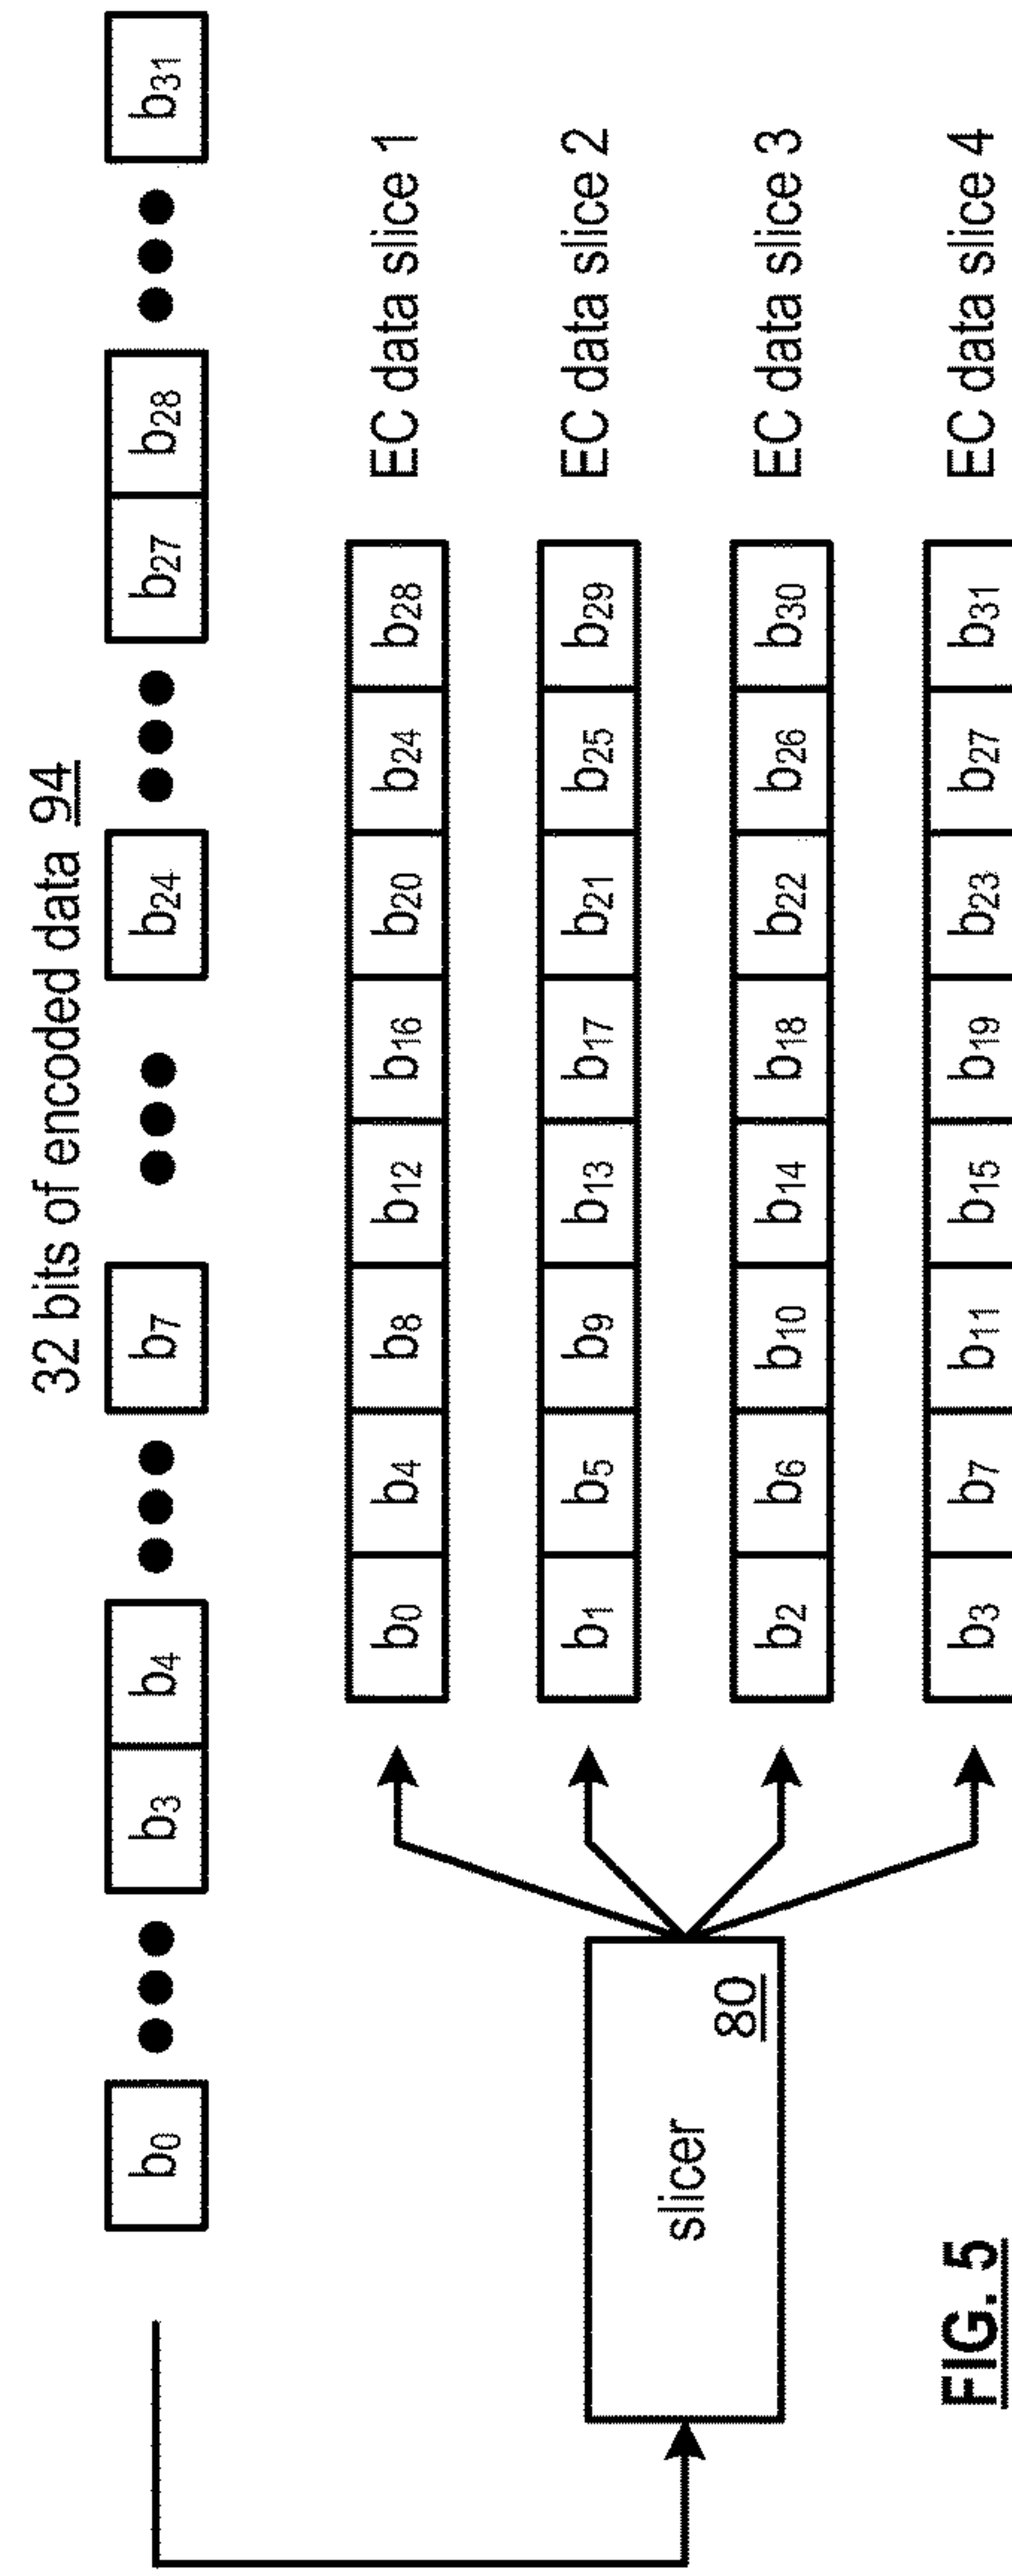 32 bits of encoded data 94
b0 ••• b3 b4 ••• b7 ••• b24 ••• b27 b28 ••• b31
b0 b4 b8 b12 b16 b20 b24 b28 EC data slice 1
b1 b5 b9 b13 b17 b21 b25 b29 EC data slice 2
slicer 80
b2 b6 b10 b14 b18 b22 b26 b30 EC data slice 3
b3 b7 b11 b15 b19 b23 b27 b31 EC data slice 4
FIG. 5